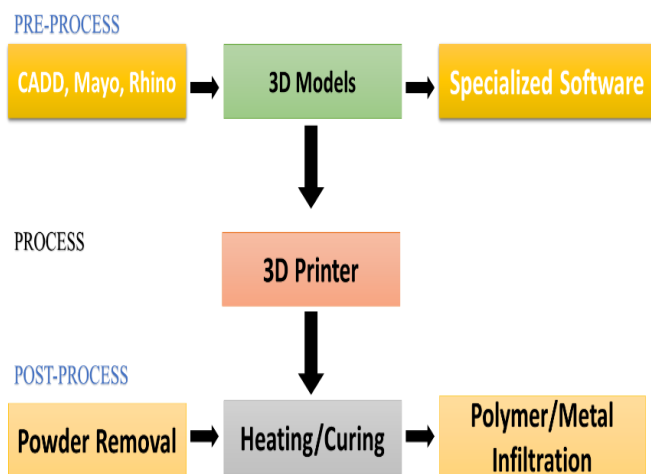 PRE-PROCESS
CADD, Mayo, Rhino
3D Models
Specialized Software
PROCESS
3D Printer
POST-PROCESS
Powder Removal
Heating/Curing
Polymer/Metal
Infiltration